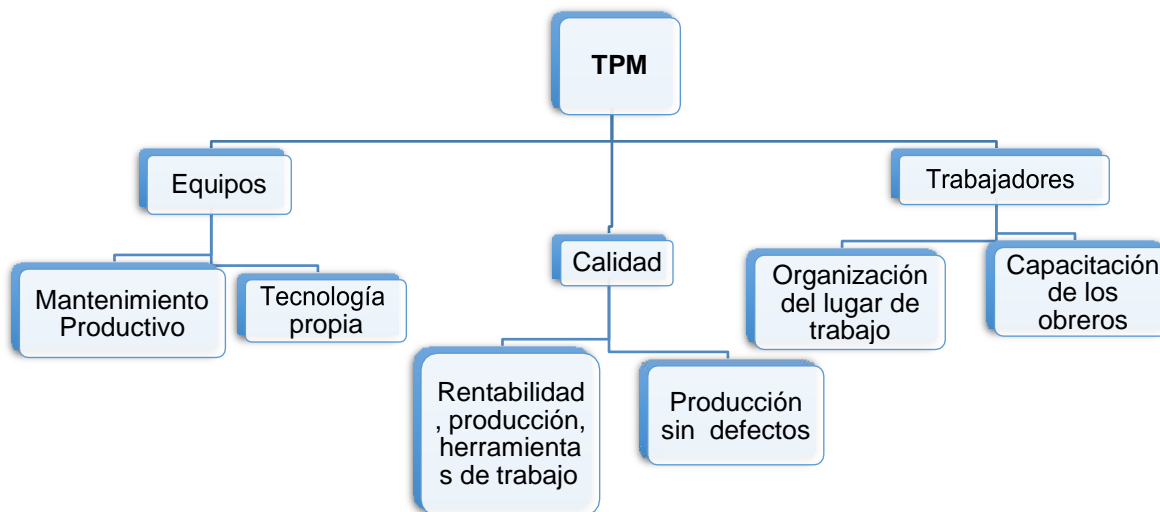 TPM
Equipos
Mantenimiento
Productivo
Tecnología
propia
Calidad
Rentabilidad
, producción,
herramienta
s de trabajo
Producción
sin defectos
Trabajadores
Organización
del lugar de
trabajo
Capacitación
de los
obreros